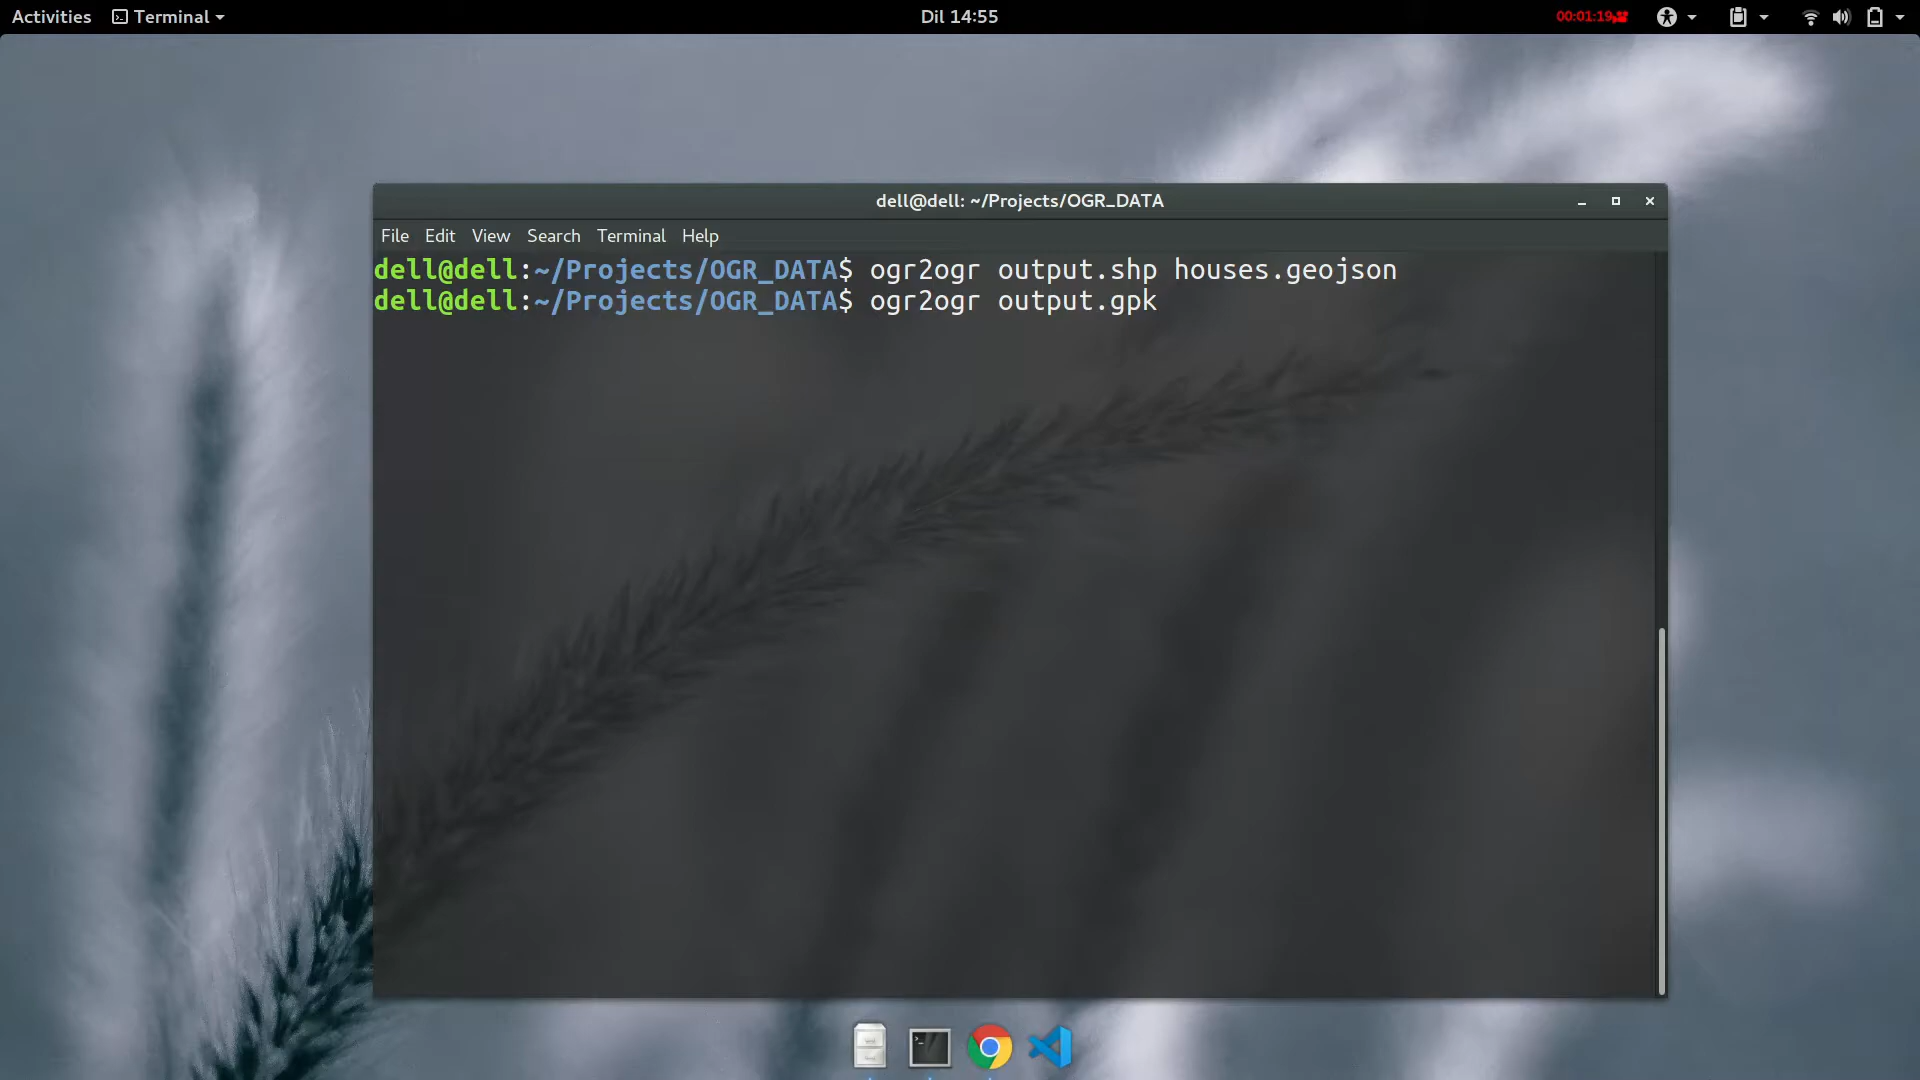 Activities Terminal Dil 14:55 00:01:19
dell@dell: ~/Projects/OGR_DATA
File Edit View Search Terminal Help
dell@dell:~/Projects/OGR_DATA$ ogr2ogr output.shp houses.geojson
dell@dell:~/Projects/OGR_DATA$ ogr2ogr output.gpk